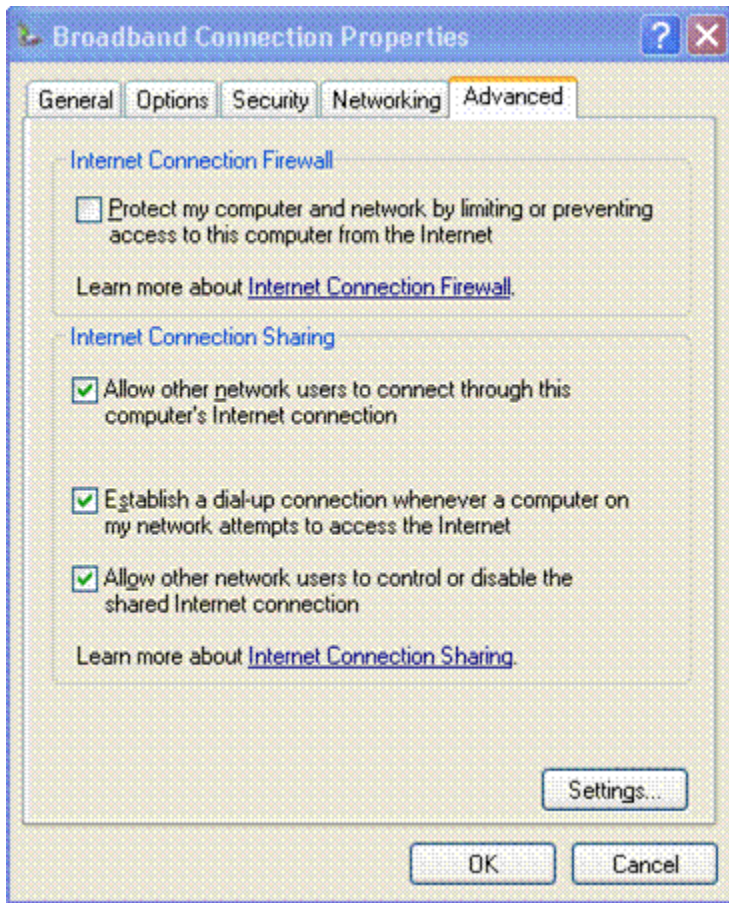 Broadband Connection Properties
General Options Security Networking Advanced
Internet Connection Firewall
Protect my computer and network by limiting or preventing
access to this computer from the Internet
Learn more about Internet Connection Firewall.
Internet Connection Sharing
Allow other network users to connect through this
computer's Internet connection
Establish a dial-up connection whenever a computer on
my network attempts to access the Internet
Allow other network users to control or disable the
shared Internet connection
Learn more about Internet Connection Sharing.
Settings...
OK Cancel